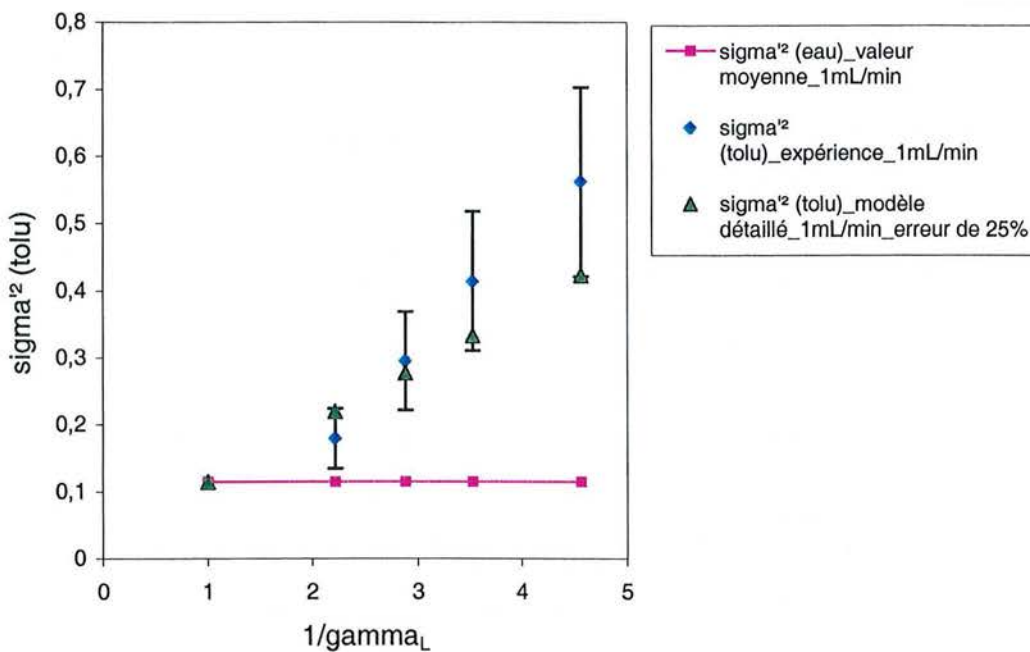 0,8
0,7
0,6
0,5
0,4
0,3
0,2
0,1
0
sigma'² (tolu)
0 1 2 3 4 5
1/gamma_L
sigma'² (eau)_valeur
moyenne_1mL/min
sigma'²
(tolu)_expérience_1mL/min
sigma'² (tolu)_modèle
détaillé_1mL/min_erreur de 25%